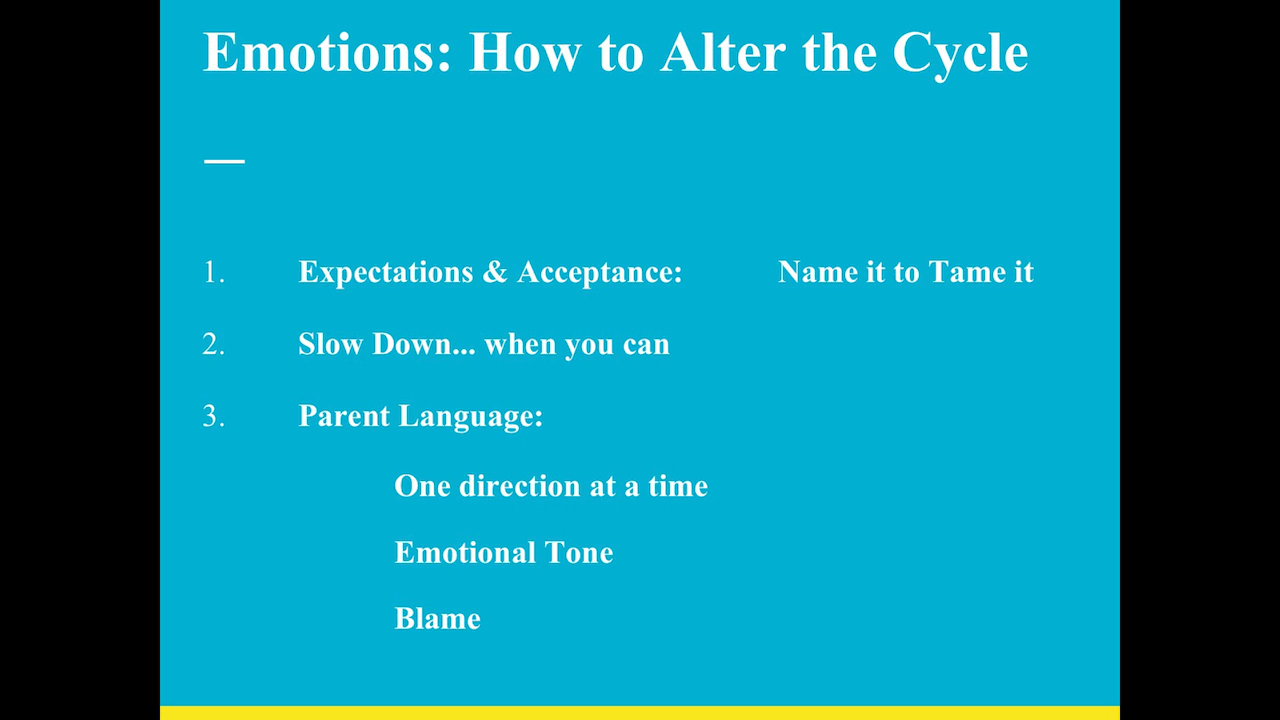 Emotions: How to Alter the Cycle
1. Expectations & Acceptance: Name it to Tame it
2. Slow Down... when you can
3. Parent Language:
One direction at a time
Emotional Tone
Blame